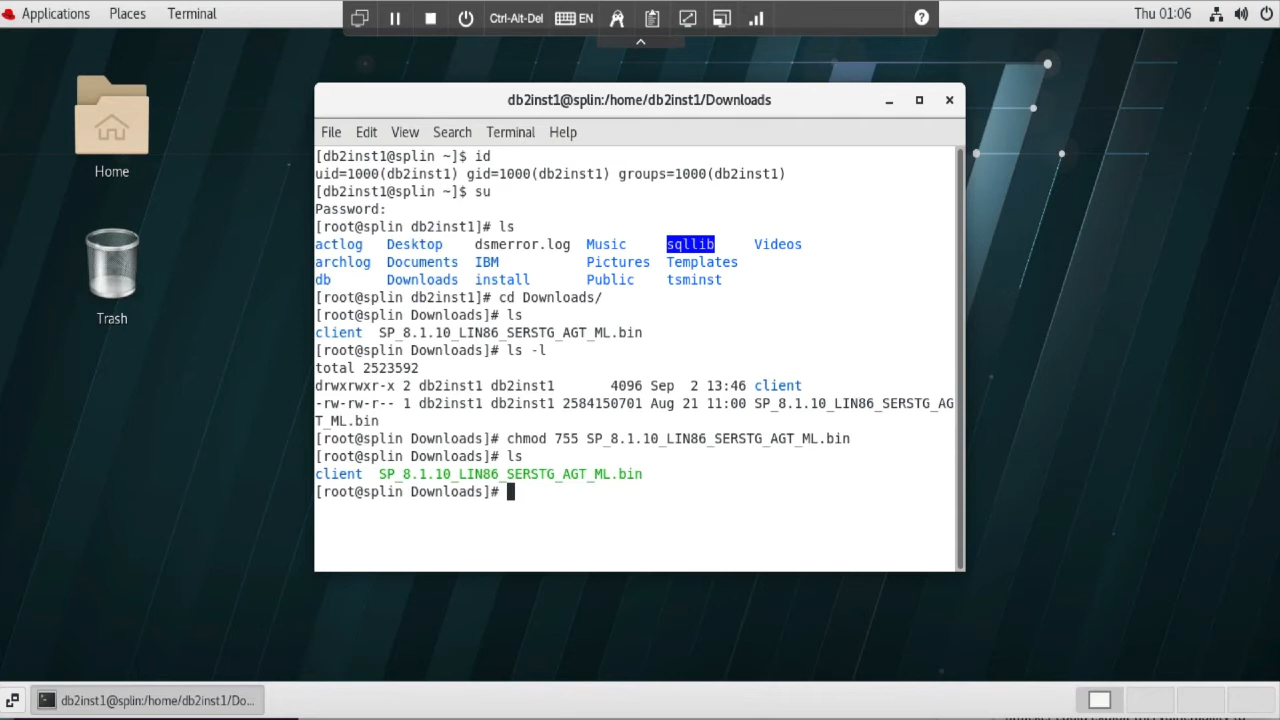 Applications Places Terminal
Ctrl-Alt-Del EN
Thu 01:06
Home
Trash
db2inst1@splin:/home/db2inst1/Downloads
File Edit View Search Terminal Help
[db2inst1@splin ~]$ id
uid=1000(db2inst1) gid=1000(db2inst1) groups=1000(db2inst1)
[db2inst1@splin ~]$ su
Password:
[root@splin db2inst1]# ls
actlog Desktop dsmerror.log Music sqllib Videos
archlog Documents IBM Pictures Templates
db Downloads install Public tsminst
[root@splin db2inst1]# cd Downloads/
[root@splin Downloads]# ls
client SP_8.1.10_LIN86_SERSTG_AGT_ML.bin
[root@splin Downloads]# ls -l
total 2523592
drwxrwxr-x 2 db2inst1 db2inst1 4096 Sep 2 13:46 client
-rw-rw-r-- 1 db2inst1 db2inst1 2584150701 Aug 21 11:00 SP_8.1.10_LIN86_SERSTG_AG
T_ML.bin
[root@splin Downloads]# chmod 755 SP_8.1.10_LIN86_SERSTG_AGT_ML.bin
[root@splin Downloads]# ls
client SP_8.1.10_LIN86_SERSTG_AGT_ML.bin
[root@splin Downloads]#
db2inst1@splin:/home/db2inst1/Do...